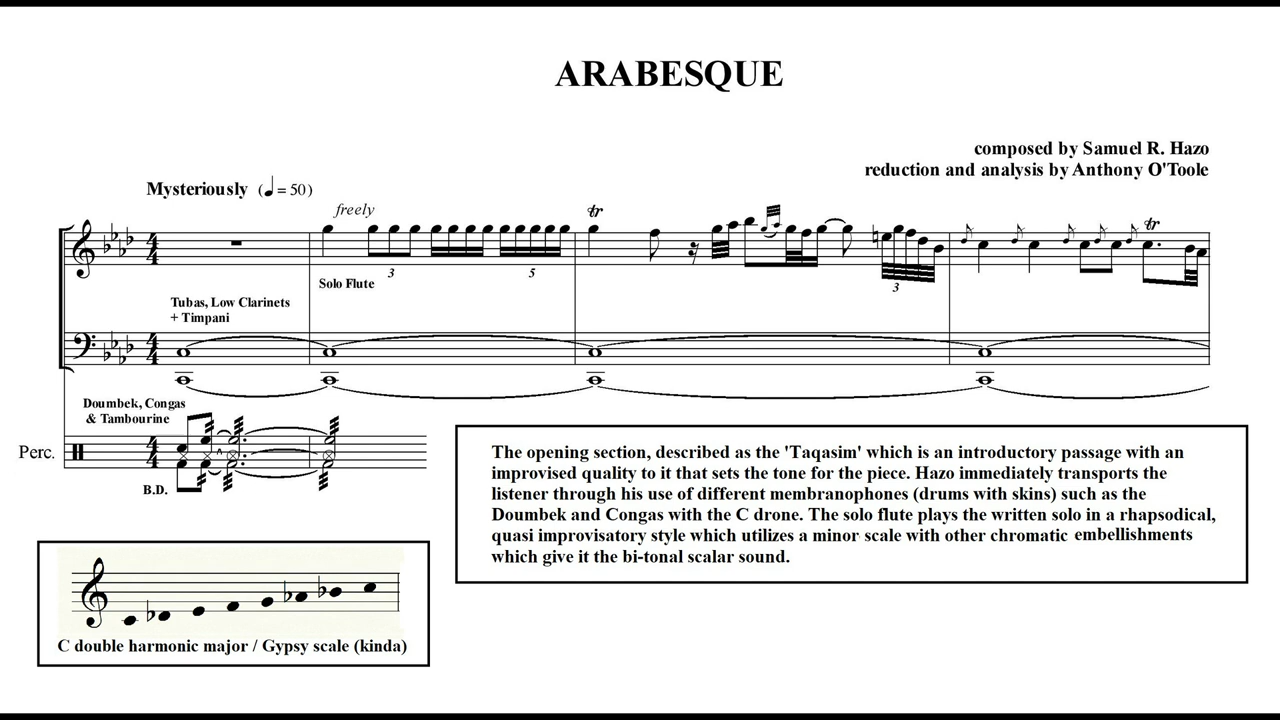 ARABESQUE
composed by Samuel R. Hazo
reduction and analysis by Anthony O'Toole
Mysteriously (♩= 50)
freely
tr
tr
3
5
3
Solo Flute
Tubas, Low Clarinets
+ Timpani
Doumbek, Congas
& Tambourine
Perc.
B.D.
The opening section, described as the 'Taqasim' which is an introductory passage with an
improvised quality to it that sets the tone for the piece. Hazo immediately transports the
listener through his use of different membranophones (drums with skins) such as the
Doumbek and Congas with the C drone. The solo flute plays the written solo in a rhapsodical,
quasi improvisatory style which utilizes a minor scale with other chromatic embellishments
which give it the bi-tonal scalar sound.
C double harmonic major / Gypsy scale (kinda)